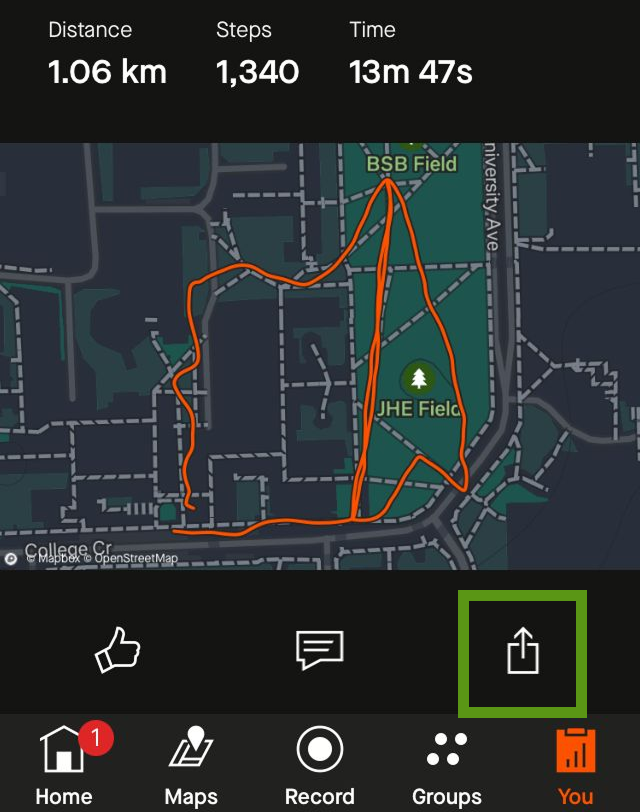 Distance Steps Time
1.06 km 1,340 13m 47s
BSB Field
niversity Ave
JHE Field
College Cr
© Mapbox © OpenStreetMap
1
Home Maps Record Groups You